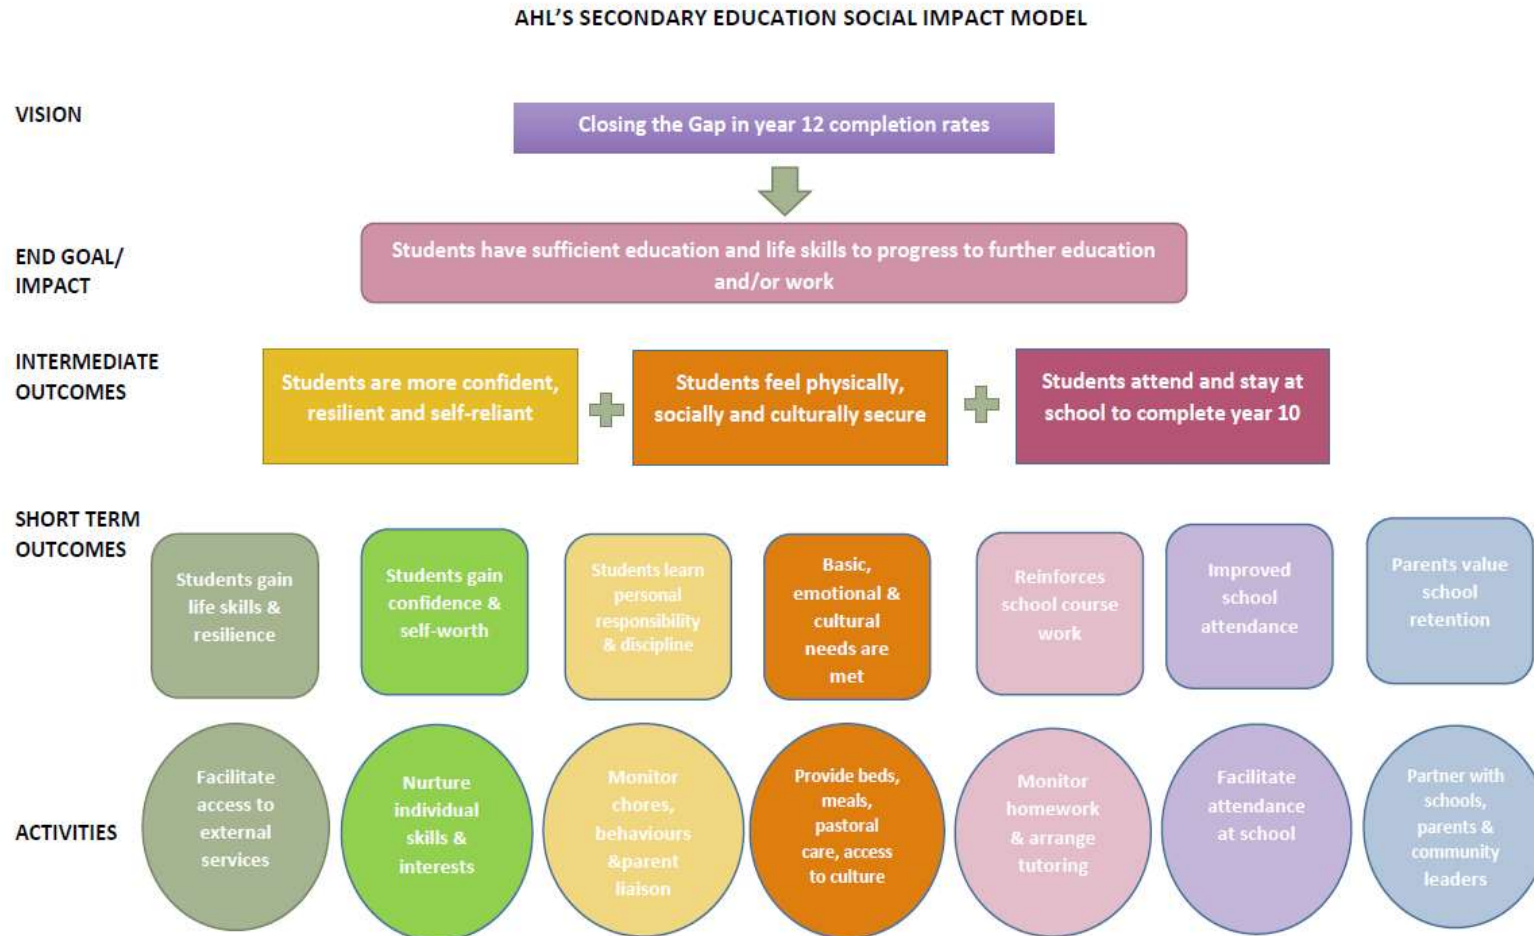 AHL'S SECONDARY EDUCATION SOCIAL IMPACT MODEL
VISION
Closing the Gap in year 12 completion rates
END GOAL/
IMPACT
Students have sufficient education and life skills to progress to further education
and/or work
INTERMEDIATE
OUTCOMES
Students are more confident,
resilient and self-reliant
Students feel physically,
socially and culturally secure
Students attend and stay at
school to complete year 10
SHORT TERM
OUTCOMES
Students gain
life skills &
resilience
Students gain
confidence &
self-worth
Students learn
personal
responsibility
& discipline
Basic,
emotional &
cultural
needs are
met
Reinforces
school course
work
Improved
school
attendance
Parents value
school
retention
ACTIVITIES
Facilitate
access to
external
services
Nurture
individual
skills &
interests
Monitor
chores,
behaviours
&parent
liaison
Provide beds,
meals,
pastoral
care, access
to culture
Monitor
homework
& arrange
tutoring
Facilitate
attendance
at school
Partner with
schools,
parents &
community
leaders